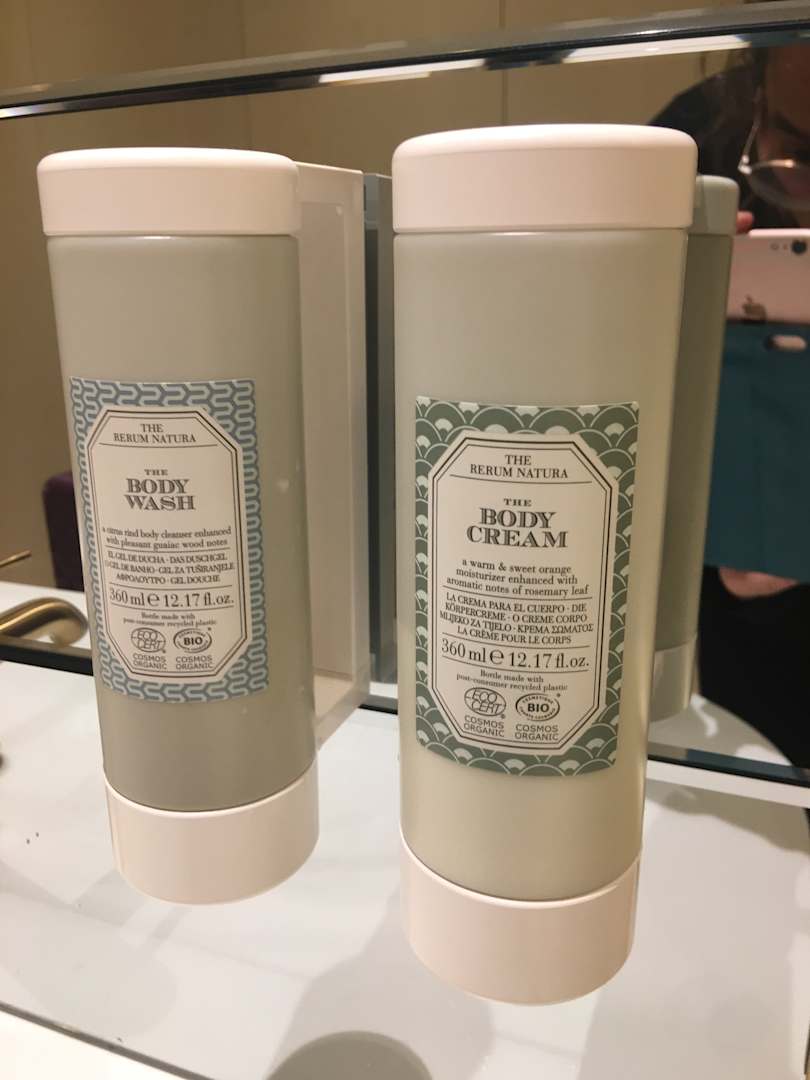 THE
RERUM NATURA
THE
BODY
WASH
a citrus rind body cleanser enhanced
with pleasant guaiac wood notes
EL GEL DE DUCHA · DAS DUSCHGEL
O GEL DE BANHO · GEL ZA TUŠIRANJELE
ΑΦΡΟΛΟΥΤΡΟ · GEL DOUCHE
360 ml ℮ 12.17 fl.oz.
Bottle made with
post-consumer recycled plastic
ECO
CERT
COSMOS
ORGANIC
BIO
COSMOS
ORGANIC
THE
RERUM NATURA
THE
BODY
CREAM
a warm & sweet orange
moisturizer enhanced with
aromatic notes of rosemary leaf
LA CREMA PARA EL CUERPO · DIE
KÖRPERCREME · O CREME CORPO
MLIJEKO ZA TIJELO · ΚΡΕΜΑ ΣΩΜΑΤΟΣ
LA CRÈME POUR LE CORPS
360 ml ℮ 12.17 fl.oz.
Bottle made with
post-consumer recycled plastic
ECO
CERT
COSMOS
ORGANIC
BIO
COSMOS
ORGANIC